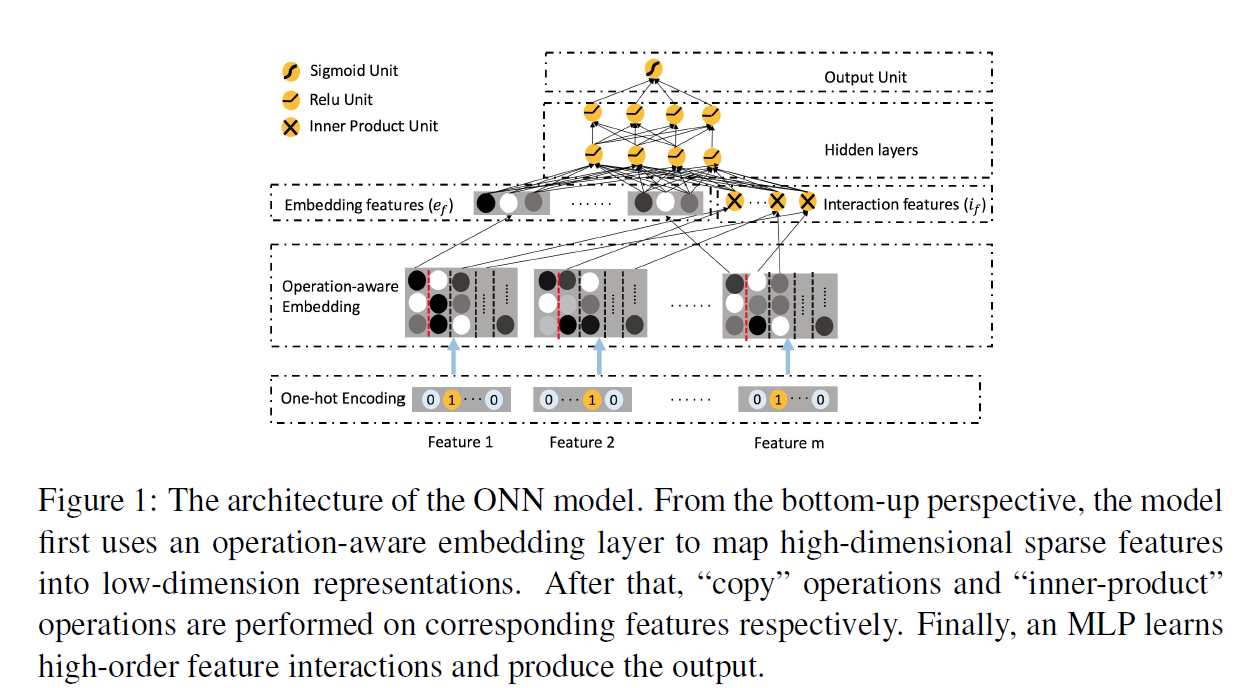 Sigmoid Unit
Relu Unit
Inner Product Unit
Output Unit
Hidden layers
Embedding features (e_f)
Interaction features (i_f)
Operation-aware
Embedding
One-hot Encoding
0 1 ··· 0
0 ··· 1 0
······
0 1 ··· 0
Feature 1
Feature 2
Feature m
Figure 1: The architecture of the ONN model. From the bottom-up perspective, the model
first uses an operation-aware embedding layer to map high-dimensional sparse features
into low-dimension representations. After that, “copy” operations and “inner-product”
operations are performed on corresponding features respectively. Finally, an MLP learns
high-order feature interactions and produce the output.